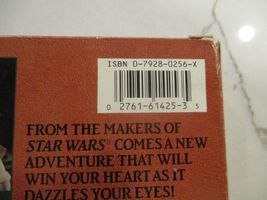 ISBN 0-7928-0256-X
0 2761-61425-3 5
FROM THE MAKERS OF
STAR WARS® COMES A NEW
ADVENTURE THAT WILL
WIN YOUR HEART AS IT
DAZZLES YOUR EYES!